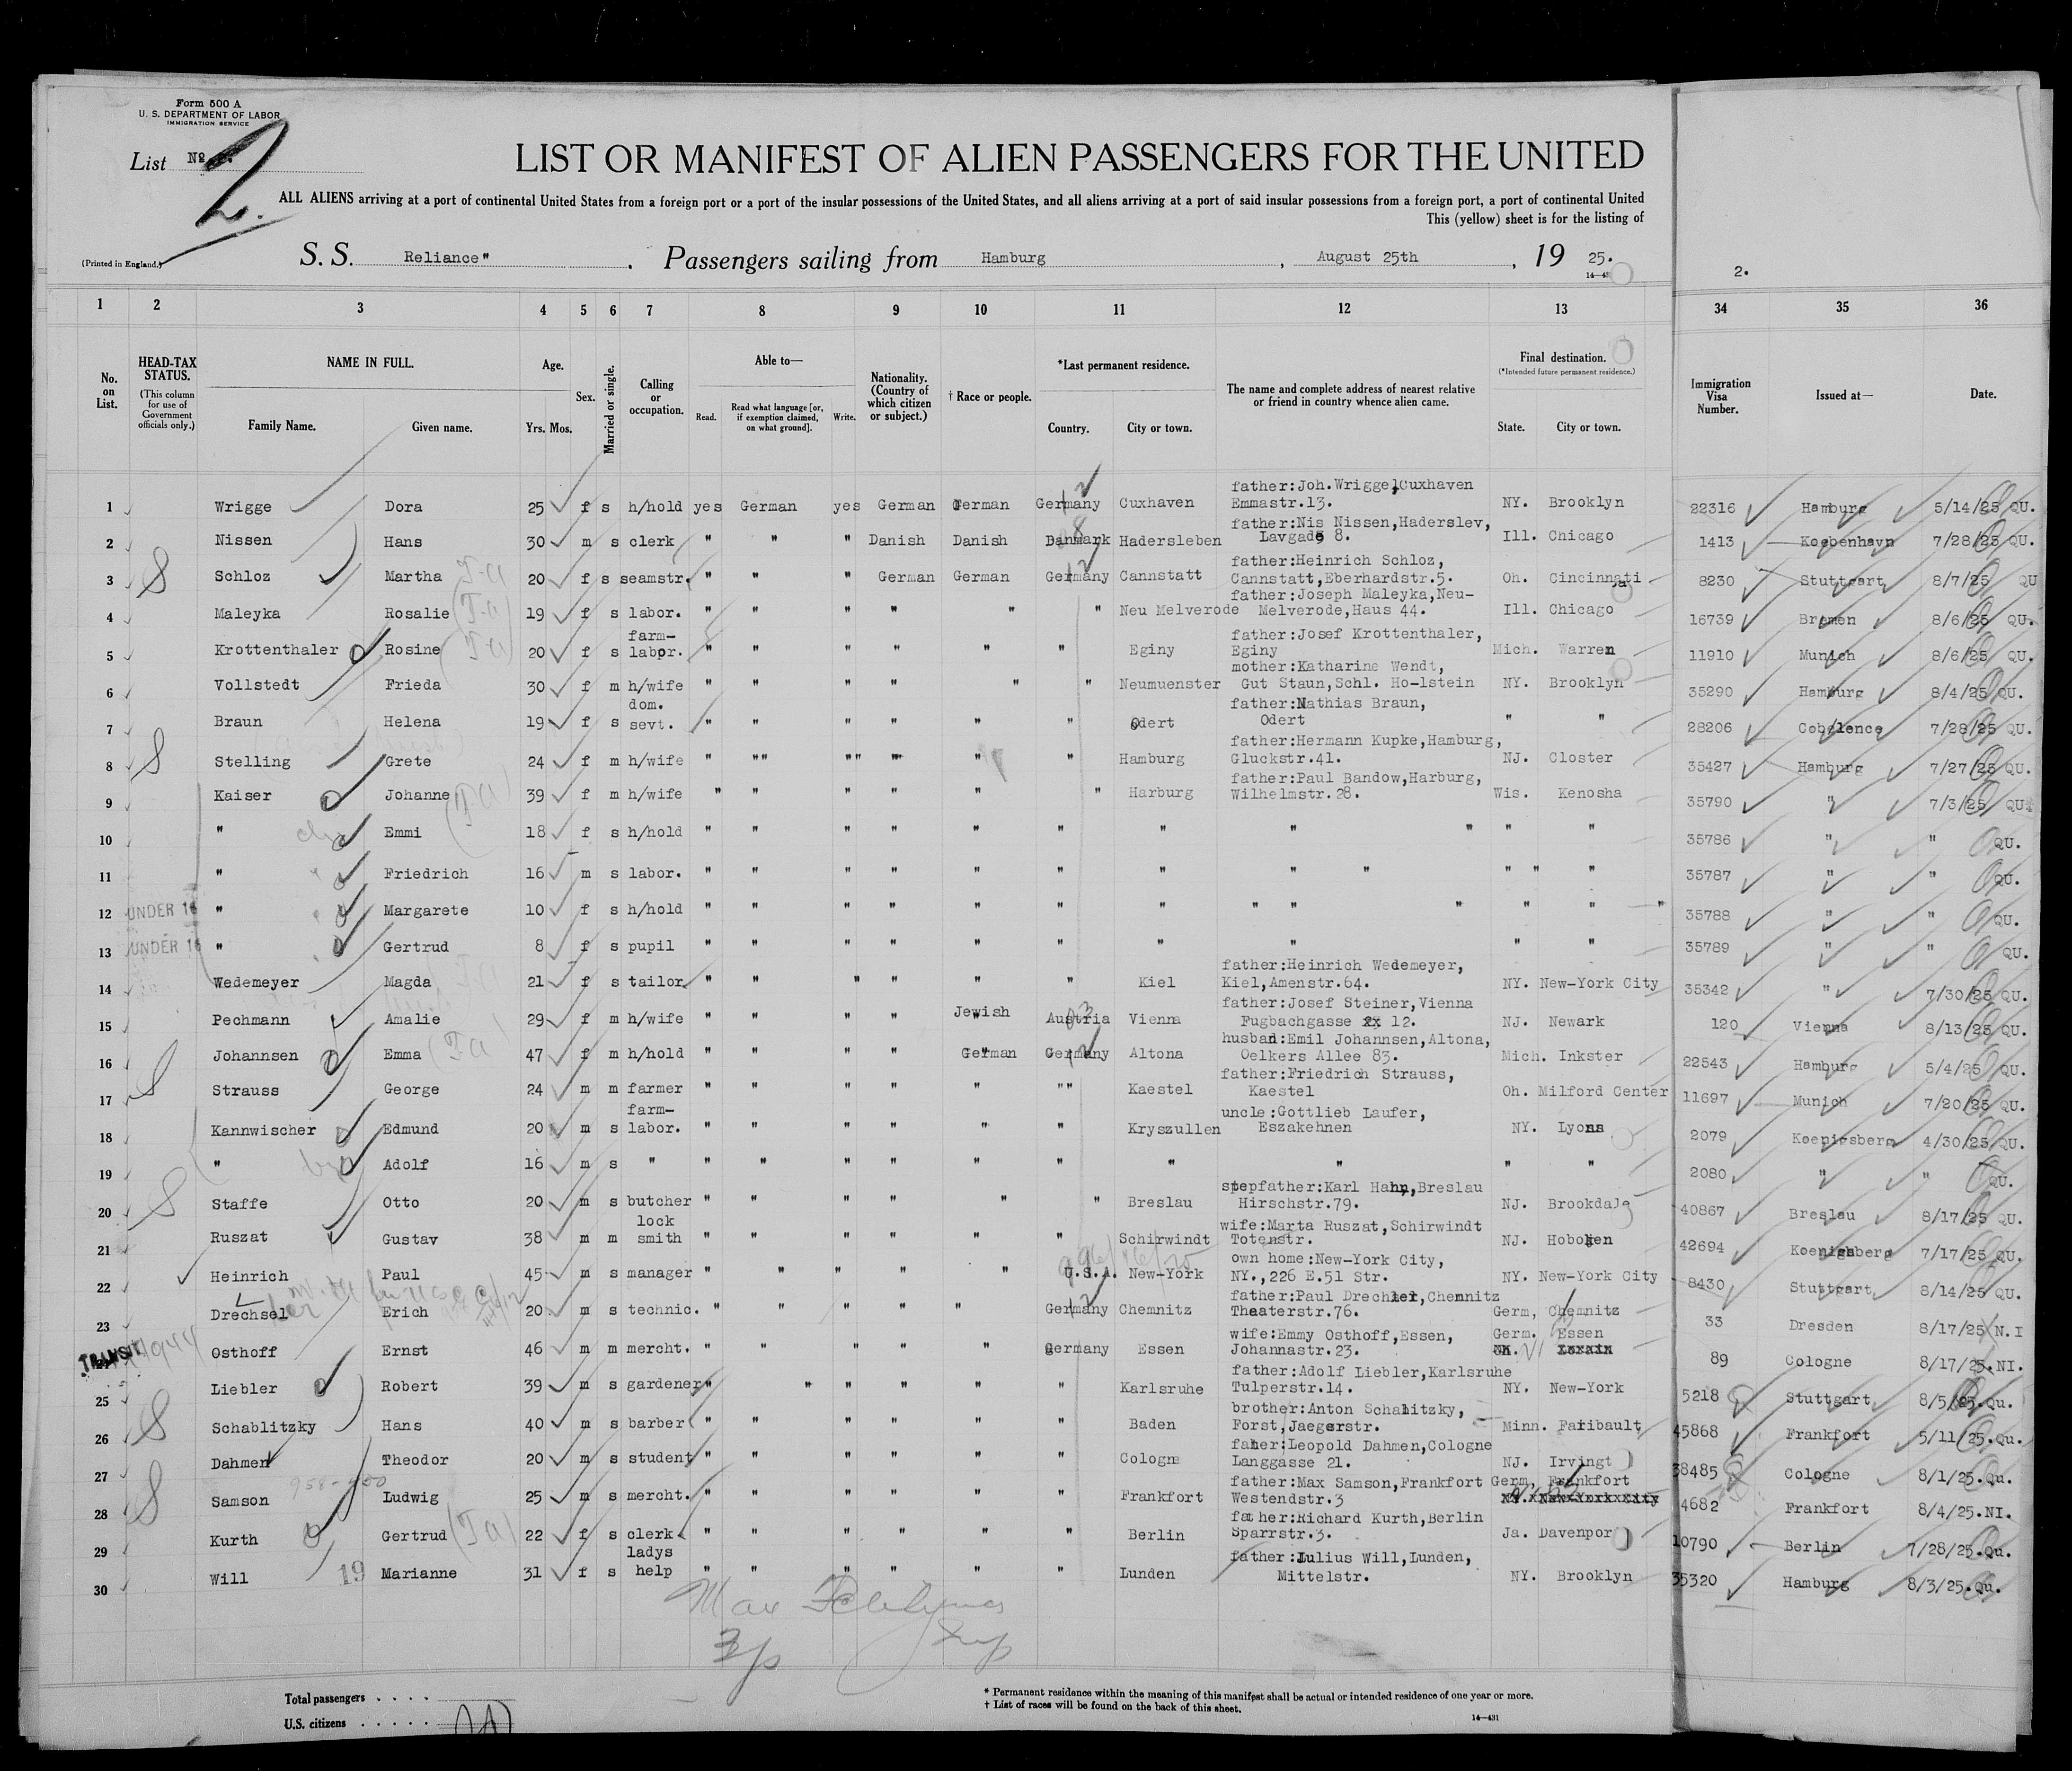 Form 500 A
U. S. DEPARTMENT OF LABOR
IMMIGRATION SERVICE
List No. 2.
LIST OR MANIFEST OF ALIEN PASSENGERS FOR THE UNITED
ALL ALIENS arriving at a port of continental United States from a foreign port or a port of the insular possessions of the United States, and all aliens arriving at a port of said insular possessions from a foreign port, a port of continental United
This (yellow) sheet is for the listing of
(Printed in England.)
S. S. Reliance" . Passengers sailing from Hamburg , August 25th , 19 25.
14—431
2.
1 2 3 4 5 6 7 8 9 10 11 12 13 34 35 36
No. on List.
HEAD-TAX STATUS.
(This column for use of Government officials only.)
NAME IN FULL.
Family Name. Given name.
Age.
Yrs. Mos.
Sex.
Married or single.
Calling or occupation.
Able to—
Read. Read what language [or, if exemption claimed, on what ground]. Write.
Nationality. (Country of which citizen or subject.)
† Race or people.
*Last permanent residence.
Country. City or town.
The name and complete address of nearest relative or friend in country whence alien came.
Final destination.
(*Intended future permanent residence.)
State. City or town.
Immigration Visa Number.
Issued at—
Date.
1 Wrigge Dora 25 f s h/hold yes German yes German German Germany Cuxhaven father:Joh.Wrigge,Cuxhaven Emmastr.13. NY. Brooklyn 22316 Hamburg 5/14/25 QU.
2 Nissen Hans 30 m s clerk " " " Danish Danish Danmark Hadersleben father:Nis Nissen,Haderslev, Lavgade 8. Ill. Chicago 1413 Koebenhavn 7/28/25 QU.
3 Schloz Martha 20 f s seamstr. " " " German German Germany Cannstatt father:Heinrich Schloz, Cannstatt,Eberhardstr.5. Oh. Cincinnati 8230 Stuttgart 8/7/25 QU
4 Maleyka Rosalie 19 f s labor. " " " " " " Neu Melverode father:Joseph Maleyka,Neu- Melverode,Haus 44. Ill. Chicago 16739 Bremen 8/6/25 QU.
5 Krottenthaler Rosine 20 f s farm- labor. " " " " " " Eginy father:Josef Krottenthaler, Eginy Mich. Warren 11910 Munich 8/6/25 QU.
6 Vollstedt Frieda 30 f m h/wife " " " " " " Neumuenster mother:Katharine Wendt, Gut Staun,Schl. Ho-lstein NY. Brooklyn 35290 Hamburg 8/4/25 QU.
7 Braun Helena 19 f s dom. sevt. " " " " " " Odert father:Mathias Braun, Odert " " 28206 Coblence 7/28/25 QU.
8 Stelling Grete 24 f m h/wife " "" "" " " " Hamburg father:Hermann Kupke,Hamburg, Gluckstr.41. NJ. Closter 35427 Hamburg 7/27/25 QU.
9 Kaiser Johanne 39 f m h/wife " " " " " " Harburg father:Paul Bandow,Harburg, Wilhelmstr.28. Wis. Kenosha 35790 " 7/3/25 QU.
10 " Emmi 18 f s h/hold " " " " " " " " " " " 35786 " " QU.
11 " Friedrich 16 m s labor. " " " " " " " " " " " " 35787 " " QU.
12 UNDER 16 " Margarete 10 f s h/hold " " " " " " " " " " " " " 35788 " " QU.
13 UNDER 16 " Gertrud 8 f s pupil " " " " " " " " " " 35789 " " QU.
14 Wedemeyer Magda 21 f s tailor " " " " " " Kiel father:Heinrich Wedemeyer, Kiel,Amenstr.64. NY. New-York City 35342 " 7/30/25 QU.
15 Pechmann Amalie 29 f m h/wife " " " " Jewish Austria Vienna father:Josef Steiner,Vienna Fugbachgasse 12. NJ. Newark 120 Vienna 8/13/25 QU.
16 Johannsen Emma 47 f m h/hold " " " " German Germany Altona husband:Emil Johannsen,Altona, Oelkers Allee 83. Mich. Inkster 22543 Hamburg 5/4/25 QU.
17 Strauss George 24 m m farmer " " " " " "" Kaestel father:Friedrich Strauss, Kaestel Oh. Milford Center 11697 Munich 7/20/25 QU.
18 Kannwischer Edmund 20 m s farm- labor. " " " " " " Kryszullen uncle:Gottlieb Laufer, Eszakehnen NY. Lyons 2079 Koenigsberg 4/30/25 QU.
19 " Adolf 16 m s " " " " " " " " " " " 2080 " " QU.
20 Staffe Otto 20 m s butcher " " " " " " Breslau stepfather:Karl Hahn,Breslau Hirschstr.79. NJ. Brookdale 40867 Breslau 8/17/25 QU.
21 Ruszat Gustav 38 m m lock smith " " " " " " Schirwindt wife:Marta Ruszat,Schirwindt Totenstr. NJ. Hoboken 42694 Koenigsberg 7/17/25 QU.
22 Heinrich Paul 45 m s manager " " " " " U.S.A. New-York own home:New-York City, NY.,226 E.51 Str. NY. New-York City 8430 Stuttgart 8/14/25 QU.
23 Drechsel Erich 20 m s technic. " " " " " Germany Chemnitz father:Paul Drechler,Chemnitz Theaterstr.76. Germ, Chemnitz 33 Dresden 8/17/25 N.I
TRANSIT Osthoff Ernst 46 m m mercht. " " " " " Germany Essen wife:Emmy Osthoff,Essen, Johannastr.23. Germ. Essen 89 Cologne 8/17/25.NI.
25 Liebler Robert 39 m s gardener " " " " " " Karlsruhe father:Adolf Liebler,Karlsruhe Tulperstr.14. NY. New-York 5218 Stuttgart 8/5/25.Qu.
26 Schablitzky Hans 40 m s barber " " " " " " Baden brother:Anton Schablitzky, Forst,Jaegerstr. Minn. Faribault 45868 Frankfort 5/11/25.Qu.
27 Dahmen Theodor 20 m s student " " " " " " Cologne father:Leopold Dahmen,Cologne Langgasse 21. NJ. Irvingt 38485 Cologne 8/1/25.Qu.
28 Samson Ludwig 25 m s mercht. " " " " " " Frankfort father:Max Samson,Frankfort Westendstr.3 Germ, Frankfort NY. New-York City 4682 Frankfort 8/4/25.NI.
29 Kurth Gertrud 22 f s clerk " " " " " " Berlin father:Richard Kurth,Berlin Sparrstr.3. Ja. Davenpor 10790 Berlin 7/28/25.Qu.
30 Will 19 Marianne 31 f s ladys help " " " " " " Lunden father:Julius Will,Lunden, Mittelstr. NY. Brooklyn 35320 Hamburg 8/3/25.Qu.
Max
Total passengers . . . .
U.S. citizens . . . . .
* Permanent residence within the meaning of this manifest shall be actual or intended residence of one year or more.
† List of races will be found on the back of this sheet.
14—431